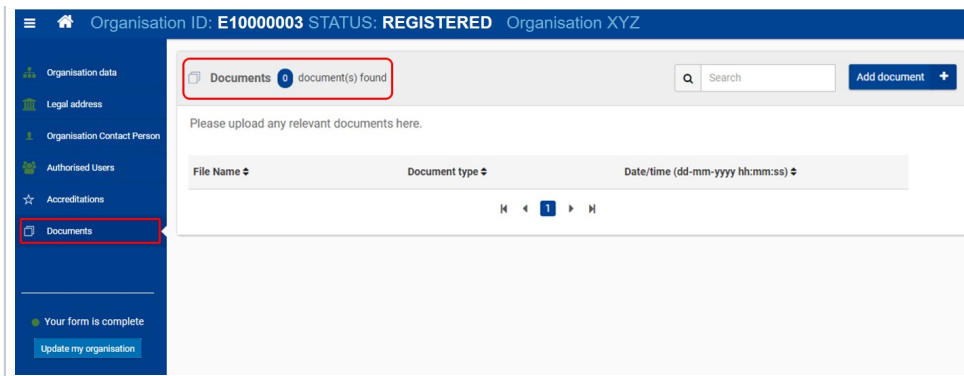 Organisation ID: E10000003 STATUS: REGISTERED Organisation XYZ
Organisation data
Legal address
Organisation Contact Person
Authorised Users
Accreditations
Documents
Your form is complete
Update my organisation
Documents 0 document(s) found
Search
Add document +
Please upload any relevant documents here.
File Name Document type Date/time (dd-mm-yyyy hh:mm:ss)
1